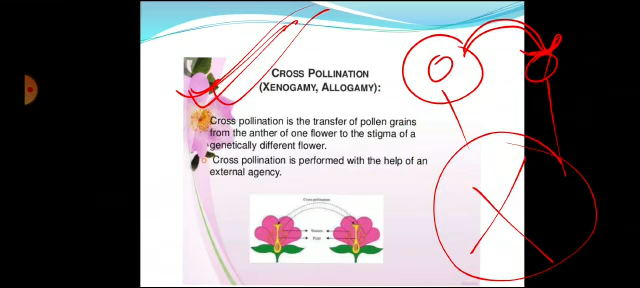 CROSS POLLINATION
(XENOGAMY, ALLOGAMY):
Cross pollination is the transfer of pollen grains
from the anther of one flower to the stigma of a
genetically different flower.
Cross pollination is performed with the help of an
external agency.
Cross pollination
Stamen
Pistil